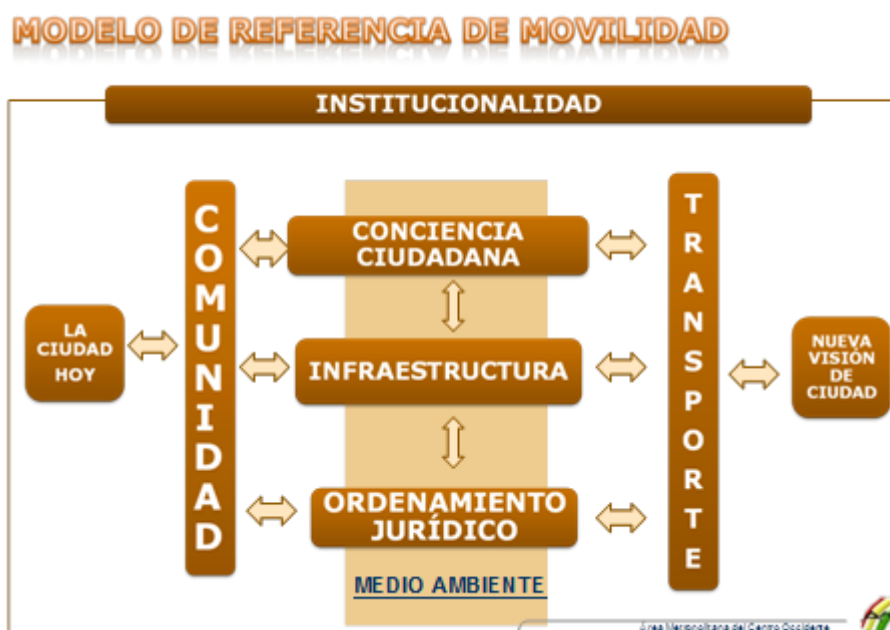 MODELO DE REFERENCIA DE MOVILIDAD
INSTITUCIONALIDAD
LA
CIUDAD
HOY
COMUNIDAD
CONCIENCIA
CIUDADANA
INFRAESTRUCTURA
ORDENAMIENTO
JURÍDICO
MEDIO AMBIENTE
TRANSPORTE
NUEVA
VISIÓN
DE
CIUDAD
Área Metropolitana del Centro Occidente